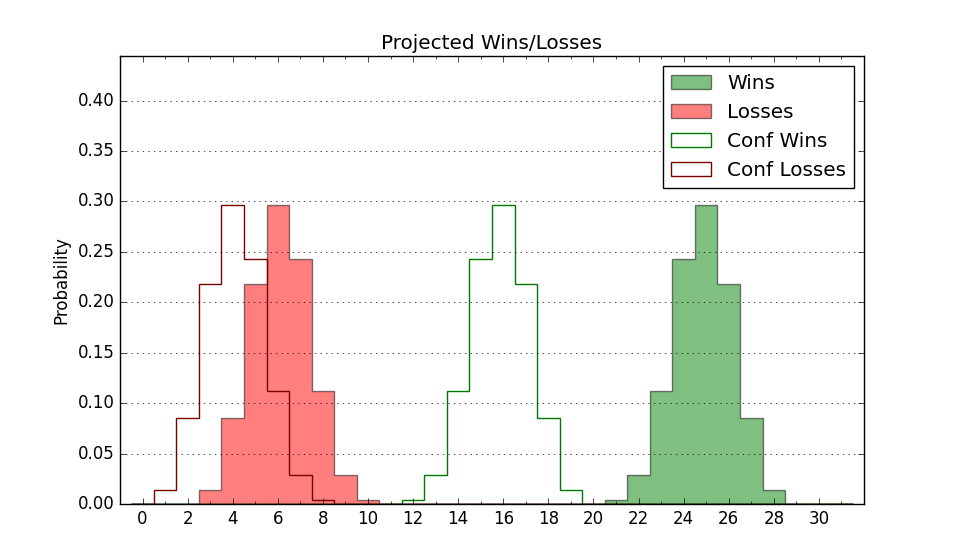 Projected Wins/Losses
Wins
Losses
Conf Wins
Conf Losses
Probability
0.40
0.35
0.30
0.25
0.20
0.15
0.10
0.05
0.00
0 2 4 6 8 10 12 14 16 18 20 22 24 26 28 30